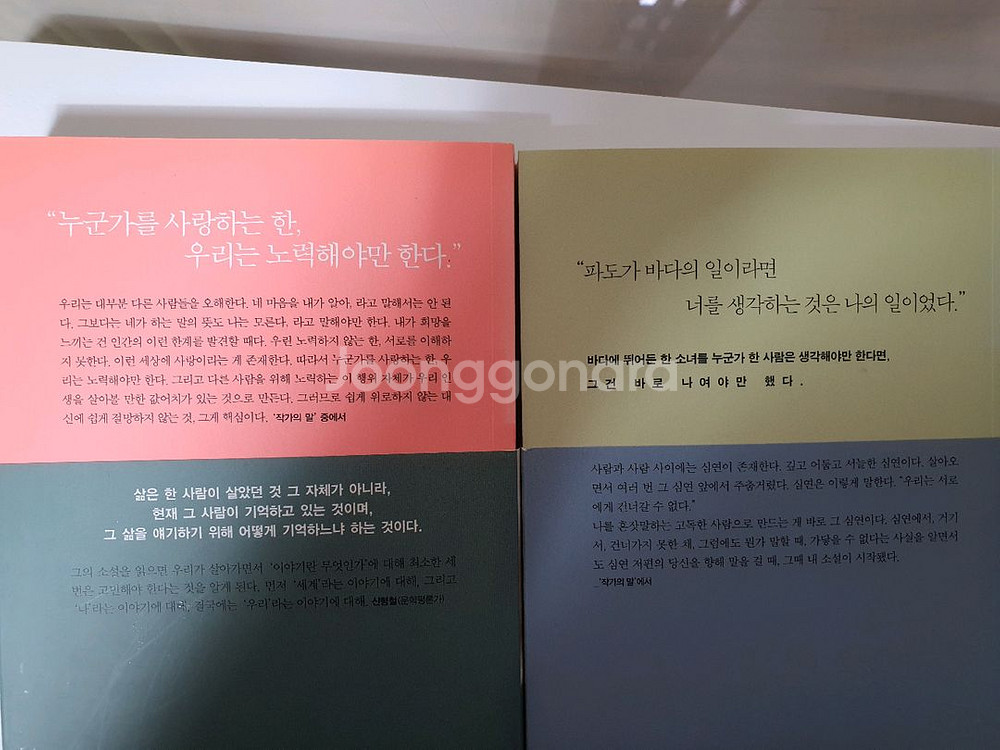 “누군가를 사랑하는 한,
우리는 노력해야만 한다.”
우리는 대부분 다른 사람들을 오해한다. 네 마음을 내가 알아, 라고 말해서는 안 된
다. 그보다는 네가 하는 말의 뜻도 나는 모른다, 라고 말해야만 한다. 내가 희망을
느끼는 건 인간의 이런 한계를 발견할 때다. 우린 노력하지 않는 한, 서로를 이해하
지 못한다. 이런 세상에 사랑이라는 게 존재한다. 따라서 누군가를 사랑하는 한, 우
리는 노력해야만 한다. 그리고 다른 사람을 위해 노력하는 이 행위 자체가 우리 인
생을 살아볼 만한 값어치가 있는 것으로 만든다. 그러므로 쉽게 위로하지 않는 대
신에 쉽게 절망하지 않는 것, 그게 핵심이다. '작가의 말' 중에서
삶은 한 사람이 살았던 것 그 자체가 아니라,
현재 그 사람이 기억하고 있는 것이며,
그 삶을 얘기하기 위해 어떻게 기억하느냐 하는 것이다.
그의 소설을 읽으면 우리가 살아가면서 '이야기란 무엇인가'에 대해 최소한 세
번은 고민해야 한다는 것을 알게 된다. 먼저 '세계'라는 이야기에 대해, 그리고
'나'라는 이야기에 대해, 결국에는 '우리'라는 이야기에 대해. 신형철(문학평론가)
“파도가 바다의 일이라면
너를 생각하는 것은 나의 일이었다.”
바다에 뛰어든 한 소녀를 누군가 한 사람은 생각해야만 한다면,
그건 바로 나여야만 했다.
사람과 사람 사이에는 심연이 존재한다. 깊고 어둡고 서늘한 심연이다. 살아오
면서 여러 번 그 심연 앞에서 주춤거렸다. 심연은 이렇게 말한다. “우리는 서로
에게 건너갈 수 없다.”
나를 혼잣말하는 고독한 사람으로 만드는 게 바로 그 심연이다. 심연에서, 거기
서, 건너가지 못한 채, 그럼에도 뭔가 말할 때, 가닿을 수 없다는 사실을 알면서
도 심연 저편의 당신을 향해 말을 걸 때, 그때 내 소설이 시작됐다.
_'작가의 말'에서
Joonggonara